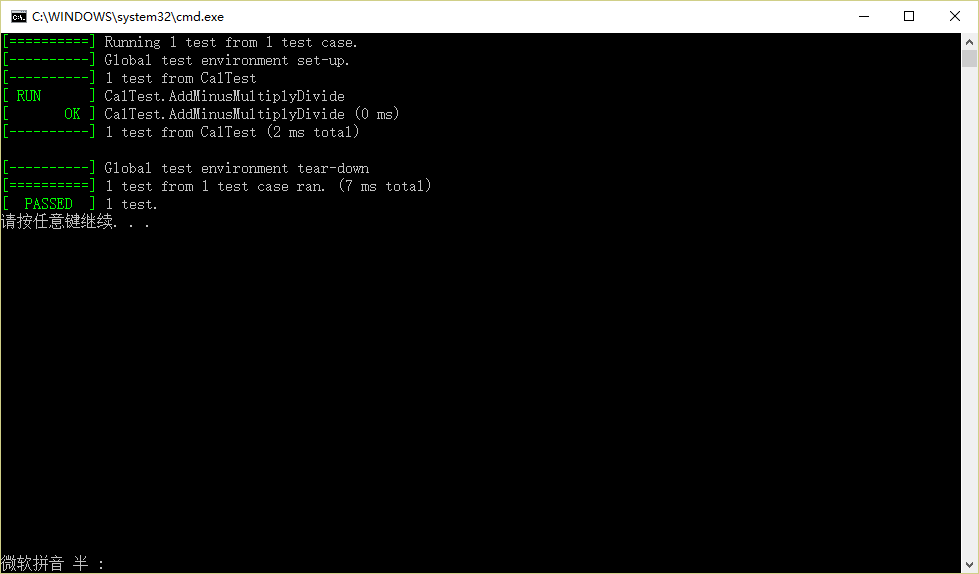 C:\WINDOWS\system32\cmd.exe
[==========] Running 1 test from 1 test case.
[----------] Global test environment set-up.
[----------] 1 test from CalTest
[ RUN      ] CalTest.AddMinusMultiplyDivide
[       OK ] CalTest.AddMinusMultiplyDivide (0 ms)
[----------] 1 test from CalTest (2 ms total)
[----------] Global test environment tear-down
[==========] 1 test from 1 test case ran. (7 ms total)
[  PASSED  ] 1 test.
请按任意键继续. . .
微软拼音 半 :